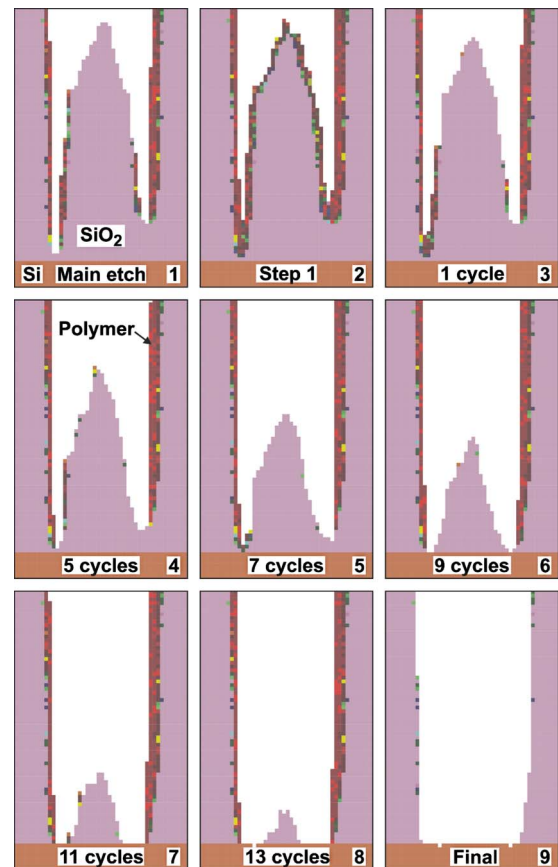 SiO2
Si Main etch 1
Step 1 2
1 cycle 3
Polymer
5 cycles 4
7 cycles 5
9 cycles 6
11 cycles 7
13 cycles 8
Final 9